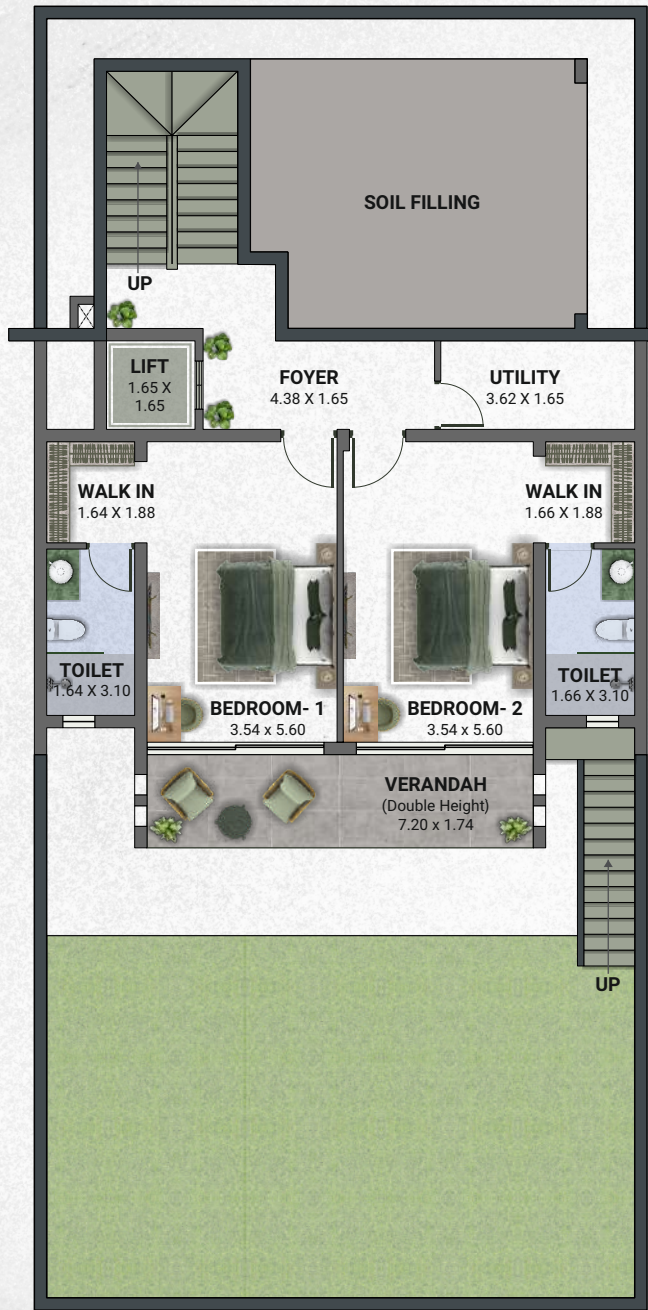 SOIL FILLING
UP
LIFT
1.65 X
1.65
FOYER
4.38 X 1.65
UTILITY
3.62 X 1.65
WALK IN
1.64 X 1.88
WALK IN
1.66 X 1.88
TOILET
1.64 X 3.10
BEDROOM- 1
3.54 x 5.60
BEDROOM- 2
3.54 x 5.60
TOILET
1.66 X 3.10
VERANDAH
(Double Height)
7.20 x 1.74
UP